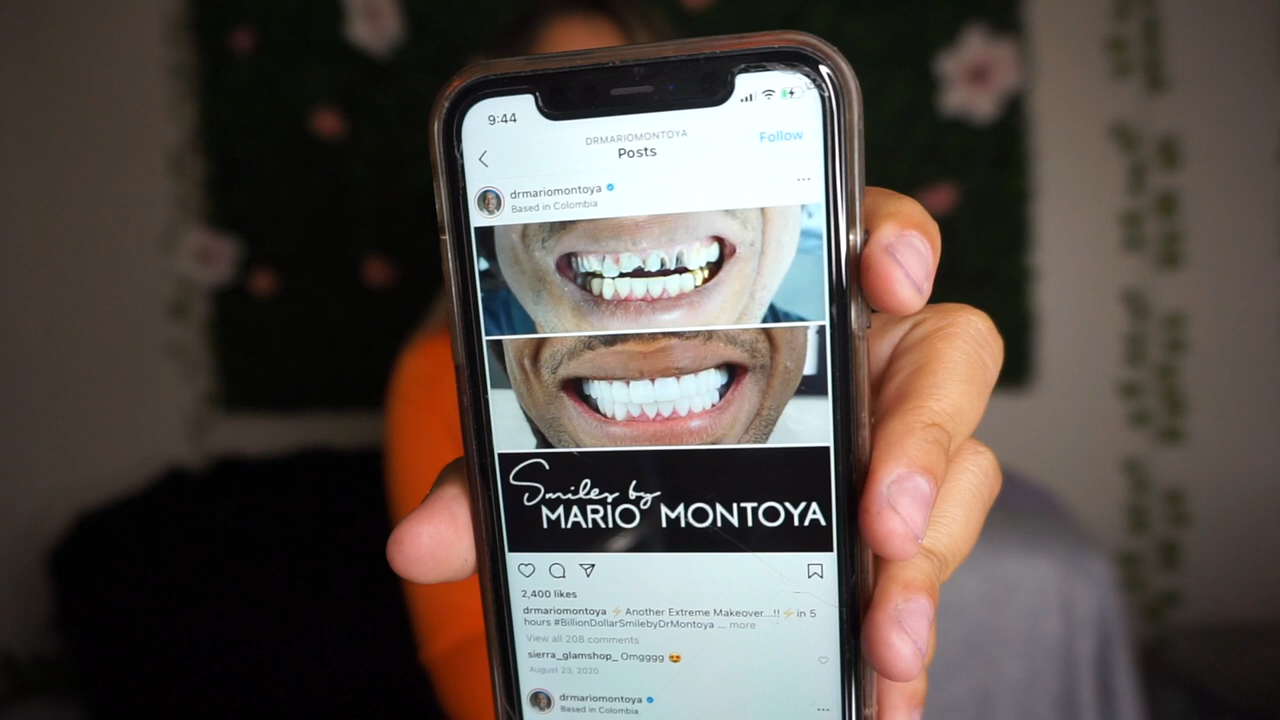 9:44
DRMARIOMONTOYA
Posts
Follow
drmariomontoya
Based in Colombia
Smiles by
MARIO MONTOYA
2,400 likes
drmariomontoya ⚡Another Extreme Makeover...!! ⚡in 5
hours #BillionDollarSmilebyDrMontoya ... more
View all 208 comments
sierra_glamshop_ Omgggg 😍
August 23, 2020
drmariomontoya
Based in Colombia